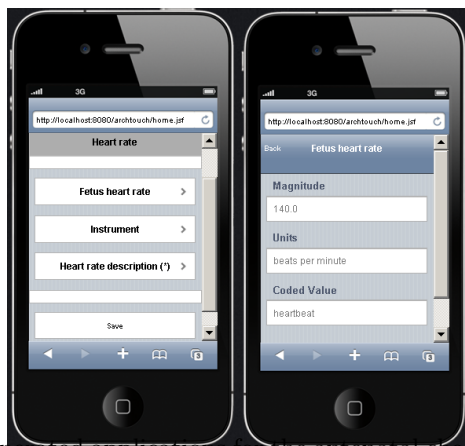 3G
http://localhost:8080/archtouch/home.jsf
Heart rate
Fetus heart rate
Instrument
Heart rate description (*)
Save
3
3G
http://localhost:8080/archtouch/home.jsf
Back
Fetus heart rate
Magnitude
140.0
Units
beats per minute
Coded Value
heartbeat
3